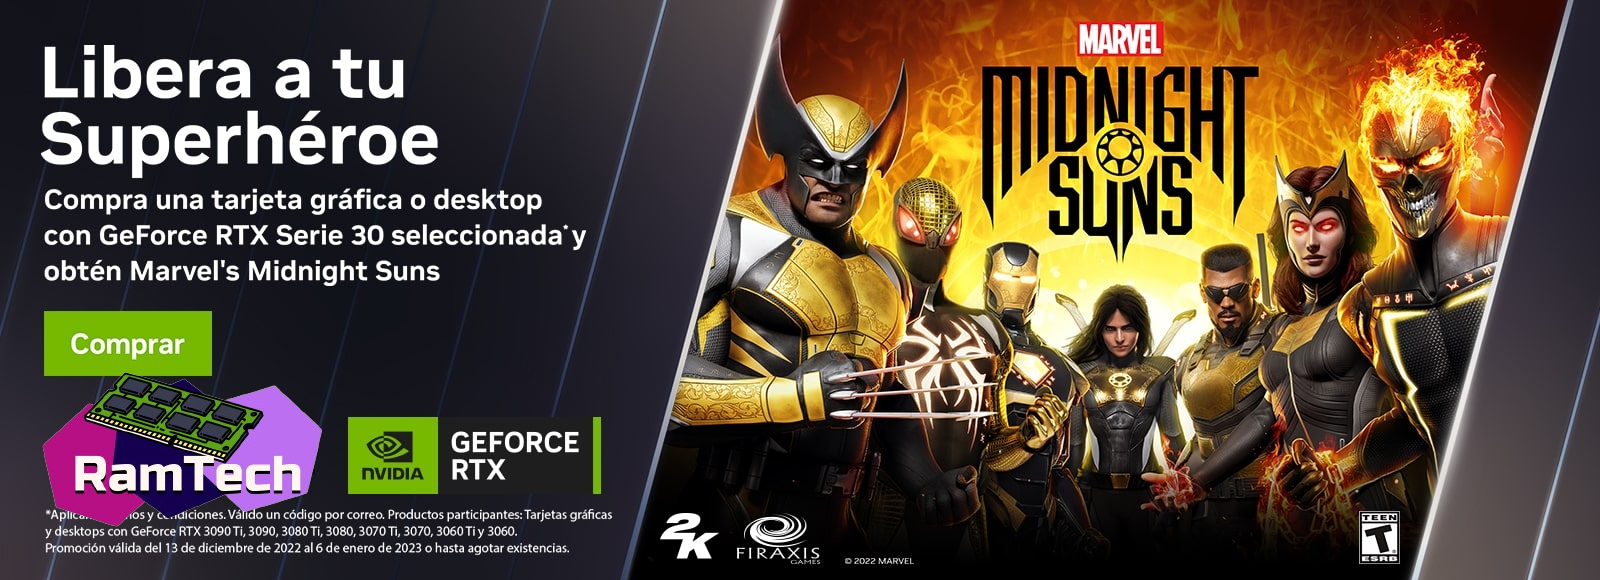 Libera a tu
Superhéroe
Compra una tarjeta gráfica o desktop
con GeForce RTX Serie 30 seleccionada* y
obtén Marvel's Midnight Suns
Comprar
RamTech
NVIDIA
GEFORCE
RTX
*Aplican y condiciones. Válido un código por correo. Productos participantes: Tarjetas gráficas
y desktops con GeForce RTX 3090 Ti, 3090, 3080 Ti, 3080, 3070 Ti, 3070, 3060 Ti y 3060.
Promoción válida del 13 de diciembre de 2022 al 6 de enero de 2023 o hasta agotar existencias.
MARVEL
MIDNIGHT
SUNS
2K
FIRAXIS
GAMES
© 2022 MARVEL
TEEN
T
ESRB